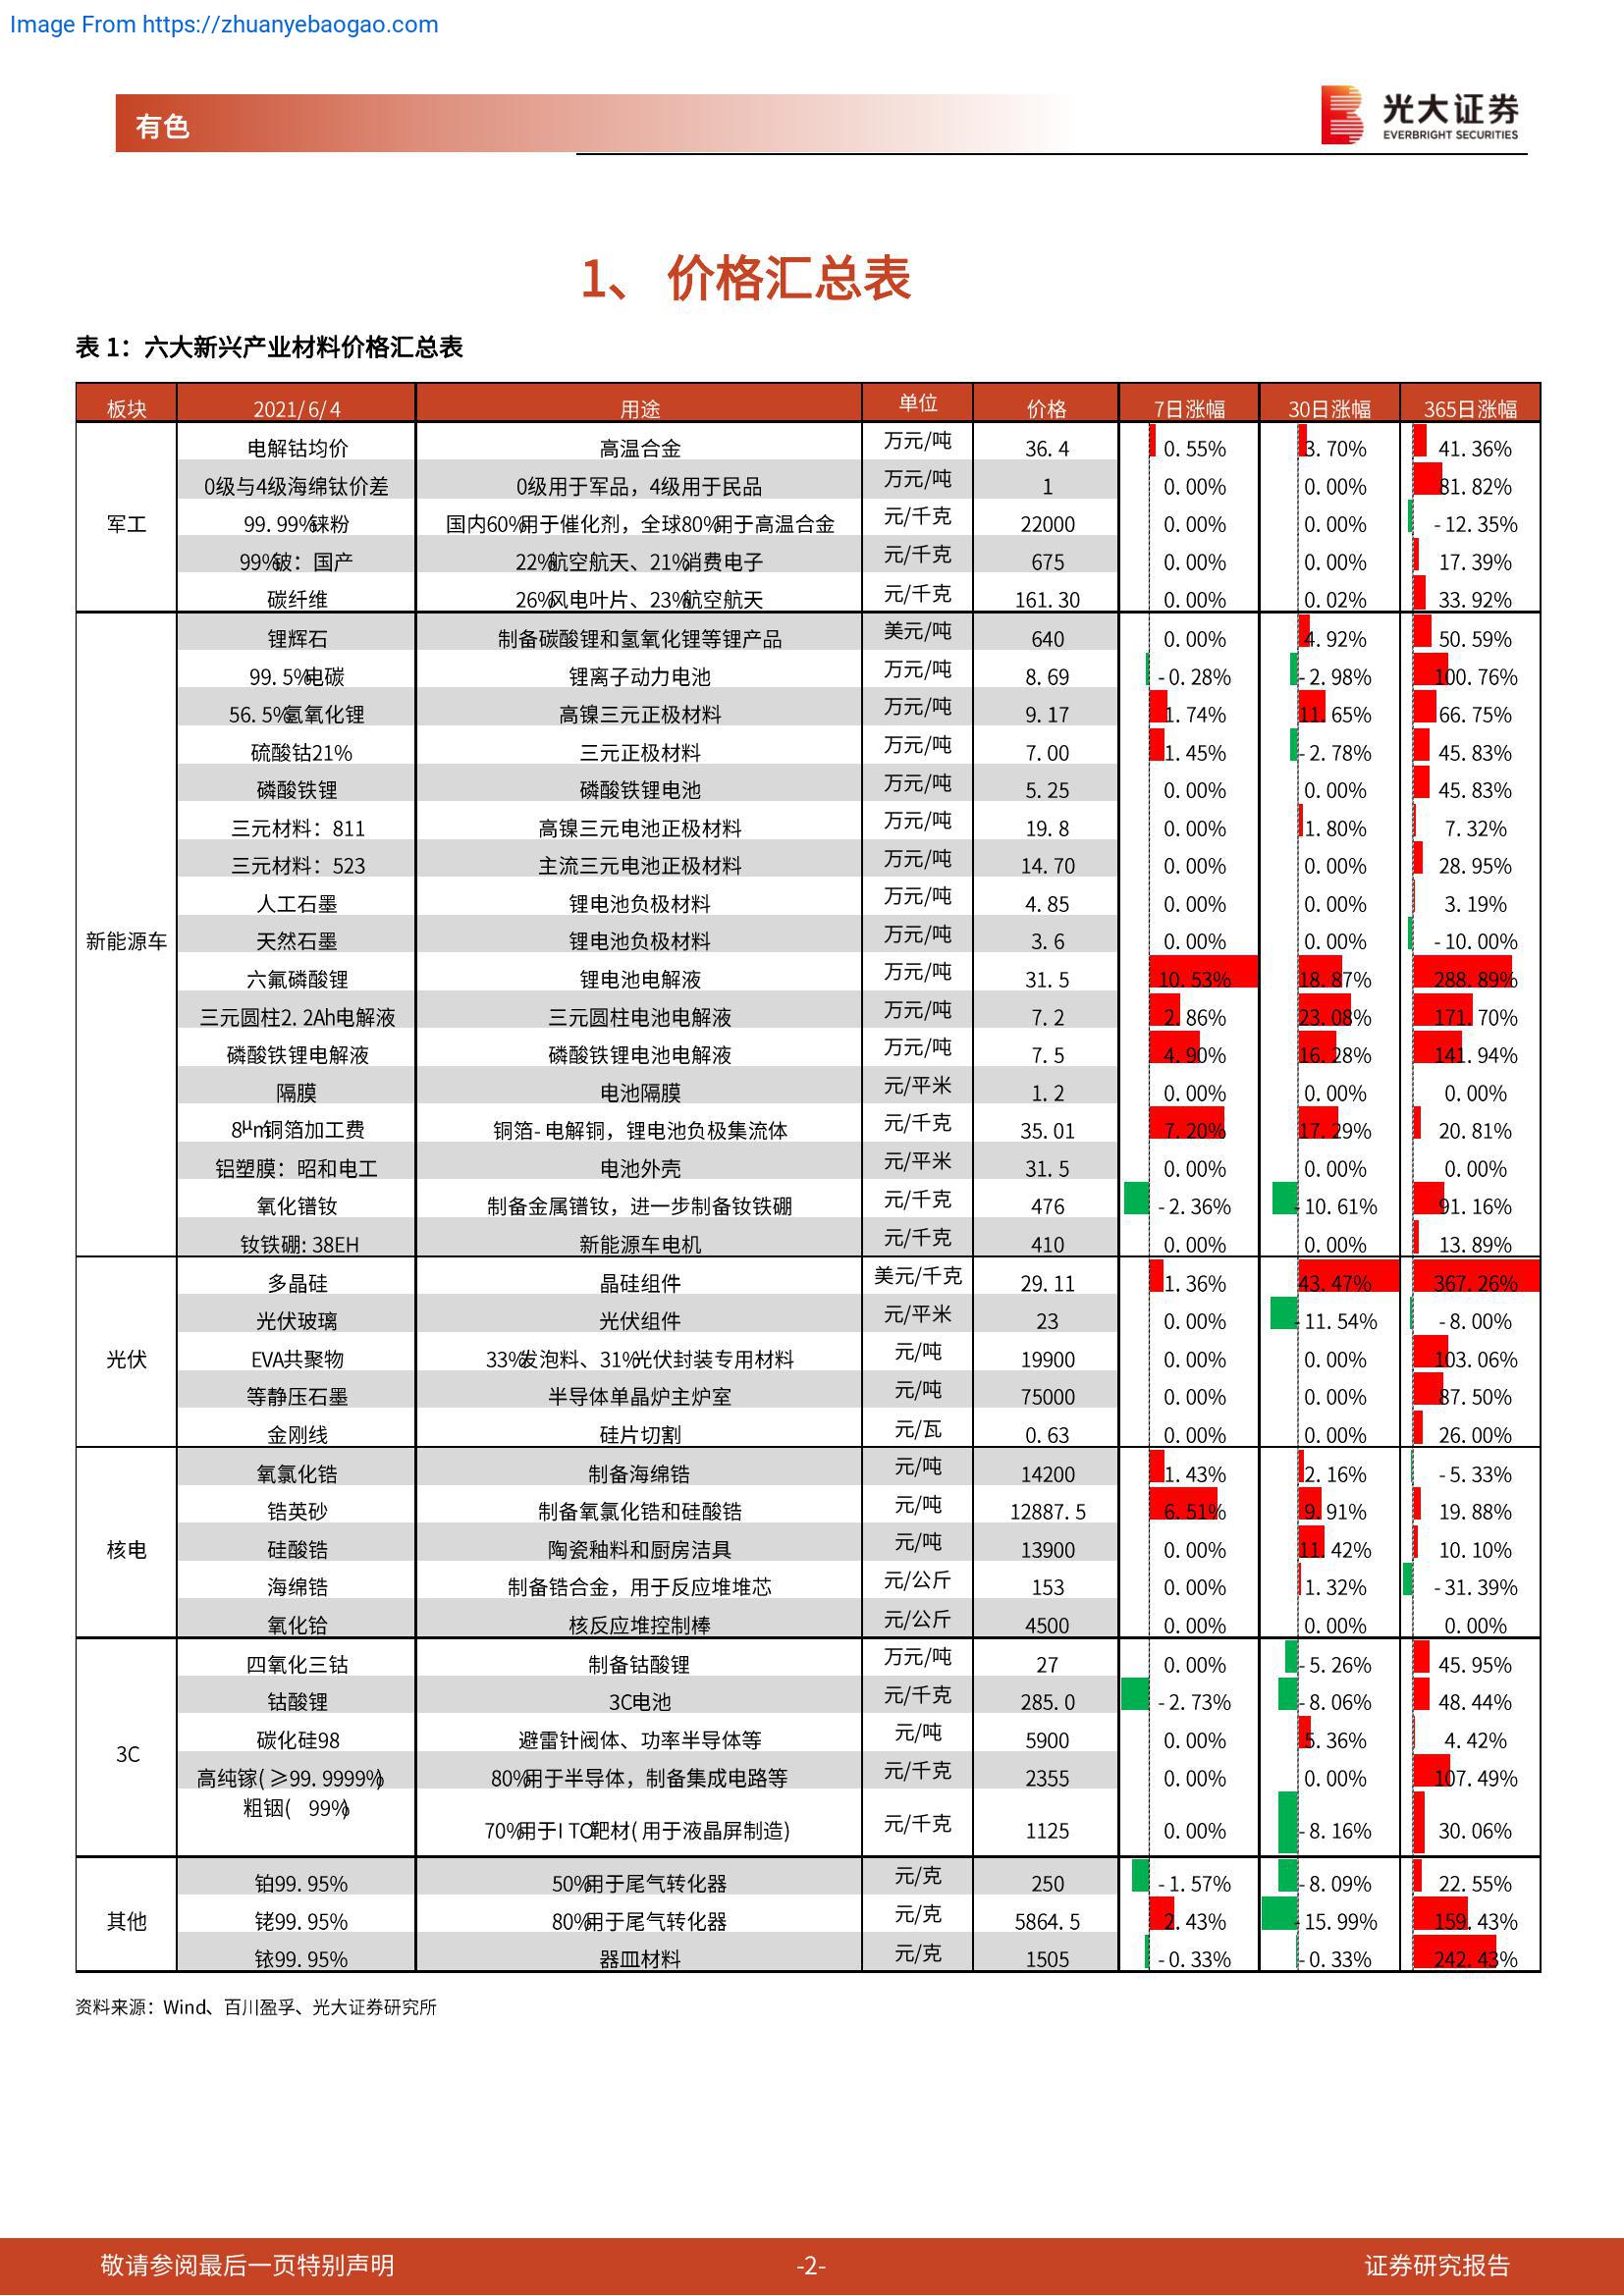 Image From https://zhuanyebaogao.com
有色
光大证券
EVERBRIGHT SECURITIES
1、 价格汇总表
表 1：六大新兴产业材料价格汇总表
板块 2021/6/4 用途 单位 价格 7日涨幅 30日涨幅 365日涨幅
军工
电解钴均价 高温合金 万元/吨 36.4 0.55% 3.70% 41.36%
0级与4级海绵钛价差 0级用于军品，4级用于民品 万元/吨 1 0.00% 0.00% 81.82%
99.99%铼粉 国内60%用于催化剂，全球80%用于高温合金 元/千克 22000 0.00% 0.00% -12.35%
99%铍：国产 22%航空航天、21%消费电子 元/千克 675 0.00% 0.00% 17.39%
碳纤维 26%风电叶片、23%航空航天 元/千克 161.30 0.00% 0.02% 33.92%
新能源车
锂辉石 制备碳酸锂和氢氧化锂等锂产品 美元/吨 640 0.00% 4.92% 50.59%
99.5%电碳 锂离子动力电池 万元/吨 8.69 -0.28% -2.98% 100.76%
56.5%氢氧化锂 高镍三元正极材料 万元/吨 9.17 1.74% 11.65% 66.75%
硫酸钴21% 三元正极材料 万元/吨 7.00 1.45% -2.78% 45.83%
磷酸铁锂 磷酸铁锂电池 万元/吨 5.25 0.00% 0.00% 45.83%
三元材料：811 高镍三元电池正极材料 万元/吨 19.8 0.00% 1.80% 7.32%
三元材料：523 主流三元电池正极材料 万元/吨 14.70 0.00% 0.00% 28.95%
人工石墨 锂电池负极材料 万元/吨 4.85 0.00% 0.00% 3.19%
天然石墨 锂电池负极材料 万元/吨 3.6 0.00% 0.00% -10.00%
六氟磷酸锂 锂电池电解液 万元/吨 31.5 10.53% 18.87% 288.89%
三元圆柱2.2Ah电解液 三元圆柱电池电解液 万元/吨 7.2 2.86% 23.08% 171.70%
磷酸铁锂电解液 磷酸铁锂电池电解液 万元/吨 7.5 4.90% 16.28% 141.94%
隔膜 电池隔膜 元/平米 1.2 0.00% 0.00% 0.00%
8μm铜箔加工费 铜箔-电解铜，锂电池负极集流体 元/千克 35.01 7.20% 17.29% 20.81%
铝塑膜：昭和电工 电池外壳 元/平米 31.5 0.00% 0.00% 0.00%
氧化镨钕 制备金属镨钕，进一步制备钕铁硼 元/千克 476 -2.36% -10.61% 91.16%
钕铁硼:38EH 新能源车电机 元/千克 410 0.00% 0.00% 13.89%
光伏
多晶硅 晶硅组件 美元/千克 29.11 1.36% 43.47% 367.26%
光伏玻璃 光伏组件 元/平米 23 0.00% -11.54% -8.00%
EVA共聚物 33%发泡料、31%光伏封装专用材料 元/吨 19900 0.00% 0.00% 103.06%
等静压石墨 半导体单晶炉主炉室 元/吨 75000 0.00% 0.00% 87.50%
金刚线 硅片切割 元/瓦 0.63 0.00% 0.00% 26.00%
核电
氧氯化锆 制备海绵锆 元/吨 14200 1.43% 2.16% -5.33%
锆英砂 制备氧氯化锆和硅酸锆 元/吨 12887.5 6.51% 9.91% 19.88%
硅酸锆 陶瓷釉料和厨房洁具 元/吨 13900 0.00% 11.42% 10.10%
海绵锆 制备锆合金，用于反应堆堆芯 元/公斤 153 0.00% 1.32% -31.39%
氧化铪 核反应堆控制棒 元/公斤 4500 0.00% 0.00% 0.00%
3C
四氧化三钴 制备钴酸锂 万元/吨 27 0.00% -5.26% 45.95%
钴酸锂 3C电池 元/千克 285.0 -2.73% -8.06% 48.44%
碳化硅98 避雷针阀体、功率半导体等 元/吨 5900 0.00% 5.36% 4.42%
高纯镓(≥99.9999%) 80%用于半导体，制备集成电路等 元/千克 2355 0.00% 0.00% 107.49%
粗铟( 99%) 70%用于ITO靶材(用于液晶屏制造) 元/千克 1125 0.00% -8.16% 30.06%
其他
铂99.95% 50%用于尾气转化器 元/克 250 -1.57% -8.09% 22.55%
铑99.95% 80%用于尾气转化器 元/克 5864.5 2.43% -15.99% 159.43%
铱99.95% 器皿材料 元/克 1505 -0.33% -0.33% 242.43%
资料来源：Wind、百川盈孚、光大证券研究所
敬请参阅最后一页特别声明 -2- 证券研究报告